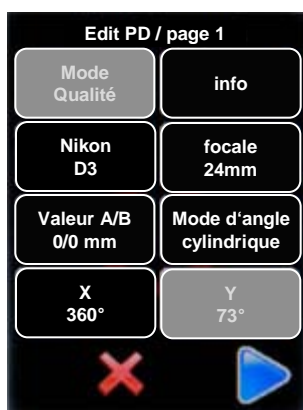 Edit PD / page 1
Mode
Qualité
info
Nikon
D3
focale
24mm
Valeur A/B
0/0 mm
Mode d‘angle
cylindrique
X
360°
Y
73°